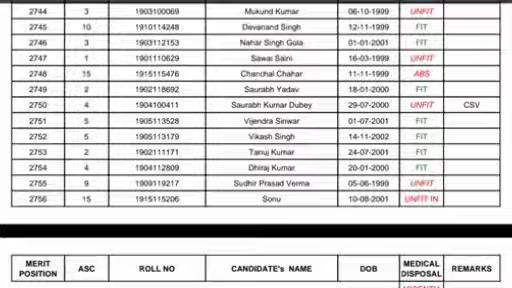 2744 3 1903100069 Mukund Kumar 06-10-1999 UNFIT
2745 10 1910114248 Devanand Singh 12-11-1999 FIT
2746 3 1903112153 Nahar Singh Gola 01-01-2001 FIT
2747 1 1901110629 Sawai Saini 16-03-1999 UNFIT
2748 15 1915115476 Chanchal Chahar 11-11-1999 ABS
2749 2 1902118692 Saurabh Yadav 18-01-2000 FIT
2750 4 1904100411 Saurabh Kumar Dubey 29-07-2000 UNFIT CSV
2751 5 1905113528 Vijendra Sinwar 01-07-2001 FIT
2752 5 1905113179 Vikash Singh 14-11-2002 FIT
2753 2 1902111171 Tanuj Kumar 24-07-2001 FIT
2754 4 1904112809 Dhiraj Kumar 20-01-2000 FIT
2755 9 1909119217 Sudhir Prasad Verma 05-06-1999 UNFIT
2756 15 1915115206 Sonu 10-08-2001 UNFIT IN
MERIT POSITION ASC ROLL NO CANDIDATE's NAME DOB MEDICAL DISPOSAL REMARKS